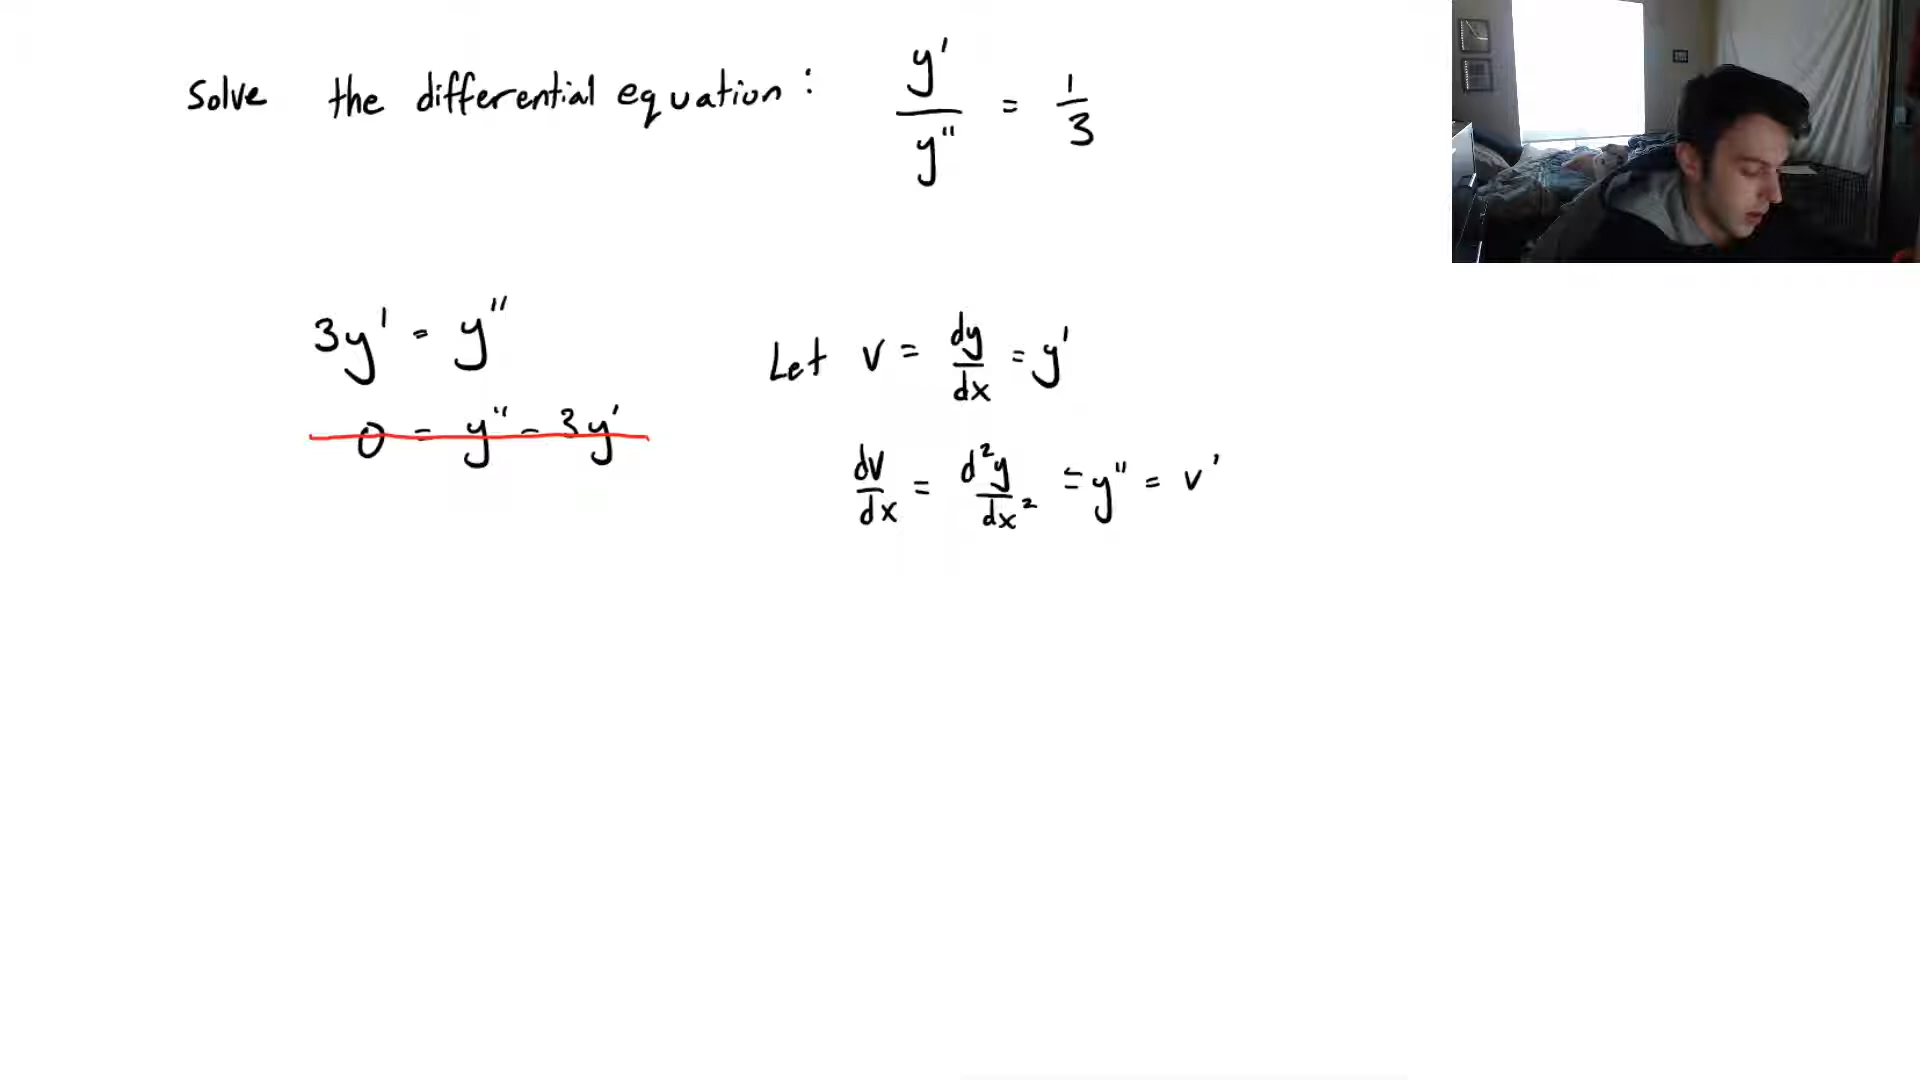 Solve the differential equation: y'/y" = 1/3
3y' = y"
0 = y" - 3y'
Let v = dy/dx = y'
dv/dx = d²y/dx² = y" = v'